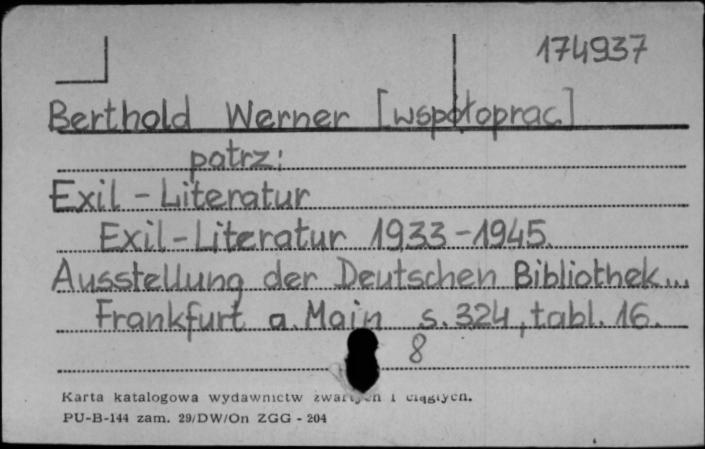 174937
Berthold Werner [współoprac]
patrz:
Exil-Literatur
Exil-Literatur 1933-1945.
Ausstellung der Deutschen Bibliothek...
Frankfurt a. Main s. 324, tabl. 16.
8
Karta katalogowa wydawnictw zwartych i ciągłych.
PU-B-144 zam. 29/DW/On ZGG - 204